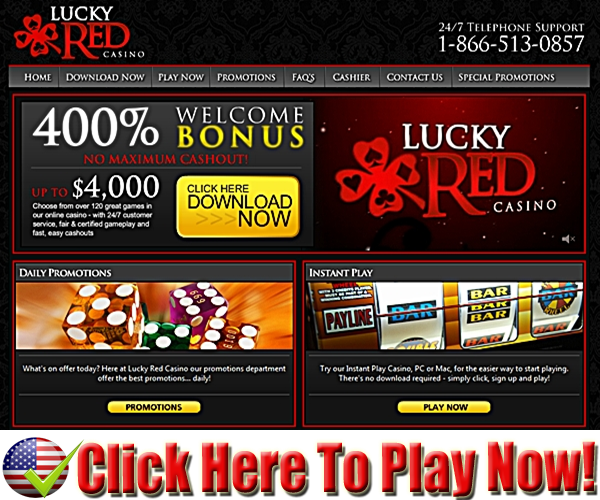 LUCKY
RED
CASINO
24/7 TELEPHONE SUPPORT
1-866-513-0857
HOME DOWNLOAD NOW PLAY NOW PROMOTIONS FAQ'S CASHIER CONTACT US SPECIAL PROMOTIONS
400% WELCOME
BONUS
NO MAXIMUM CASHOUT!
UP TO $4,000
Choose from over 120 great games in
our online casino - with 24/7 customer
service, fair & certified gameplay and
fast, easy cashouts
CLICK HERE
DOWNLOAD
>>>> NOW
LUCKY
RED
CASINO
DAILY PROMOTIONS
What's on offer today? Here at Lucky Red Casino our promotions department
offer the best promotions... daily!
PROMOTIONS
INSTANT PLAY
PAYLINE
BAR
BAR
BAR
BAR
BAR
Try our Instant Play Casino, PC or Mac, for the easier way to start playing.
There's no download required - simply click, sign up and play!
PLAY NOW
Click Here To Play Now!